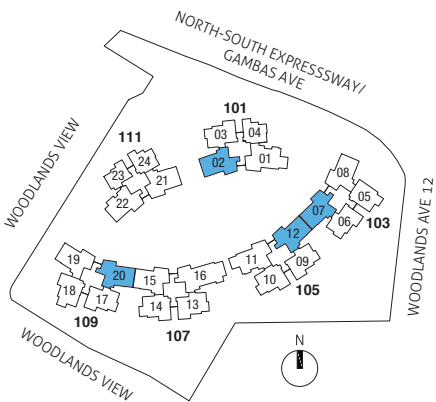 NORTH-SOUTH EXPRESSSWAY/
GAMBAS AVE
101
03 04
02 01
111
24
23 21
22
WOODLANDS VIEW
08
07 05
06
103
12
11 09
10
105
WOODLANDS AVE 12
19 20 15 16
18 17 14 13
109
107
WOODLANDS VIEW
N